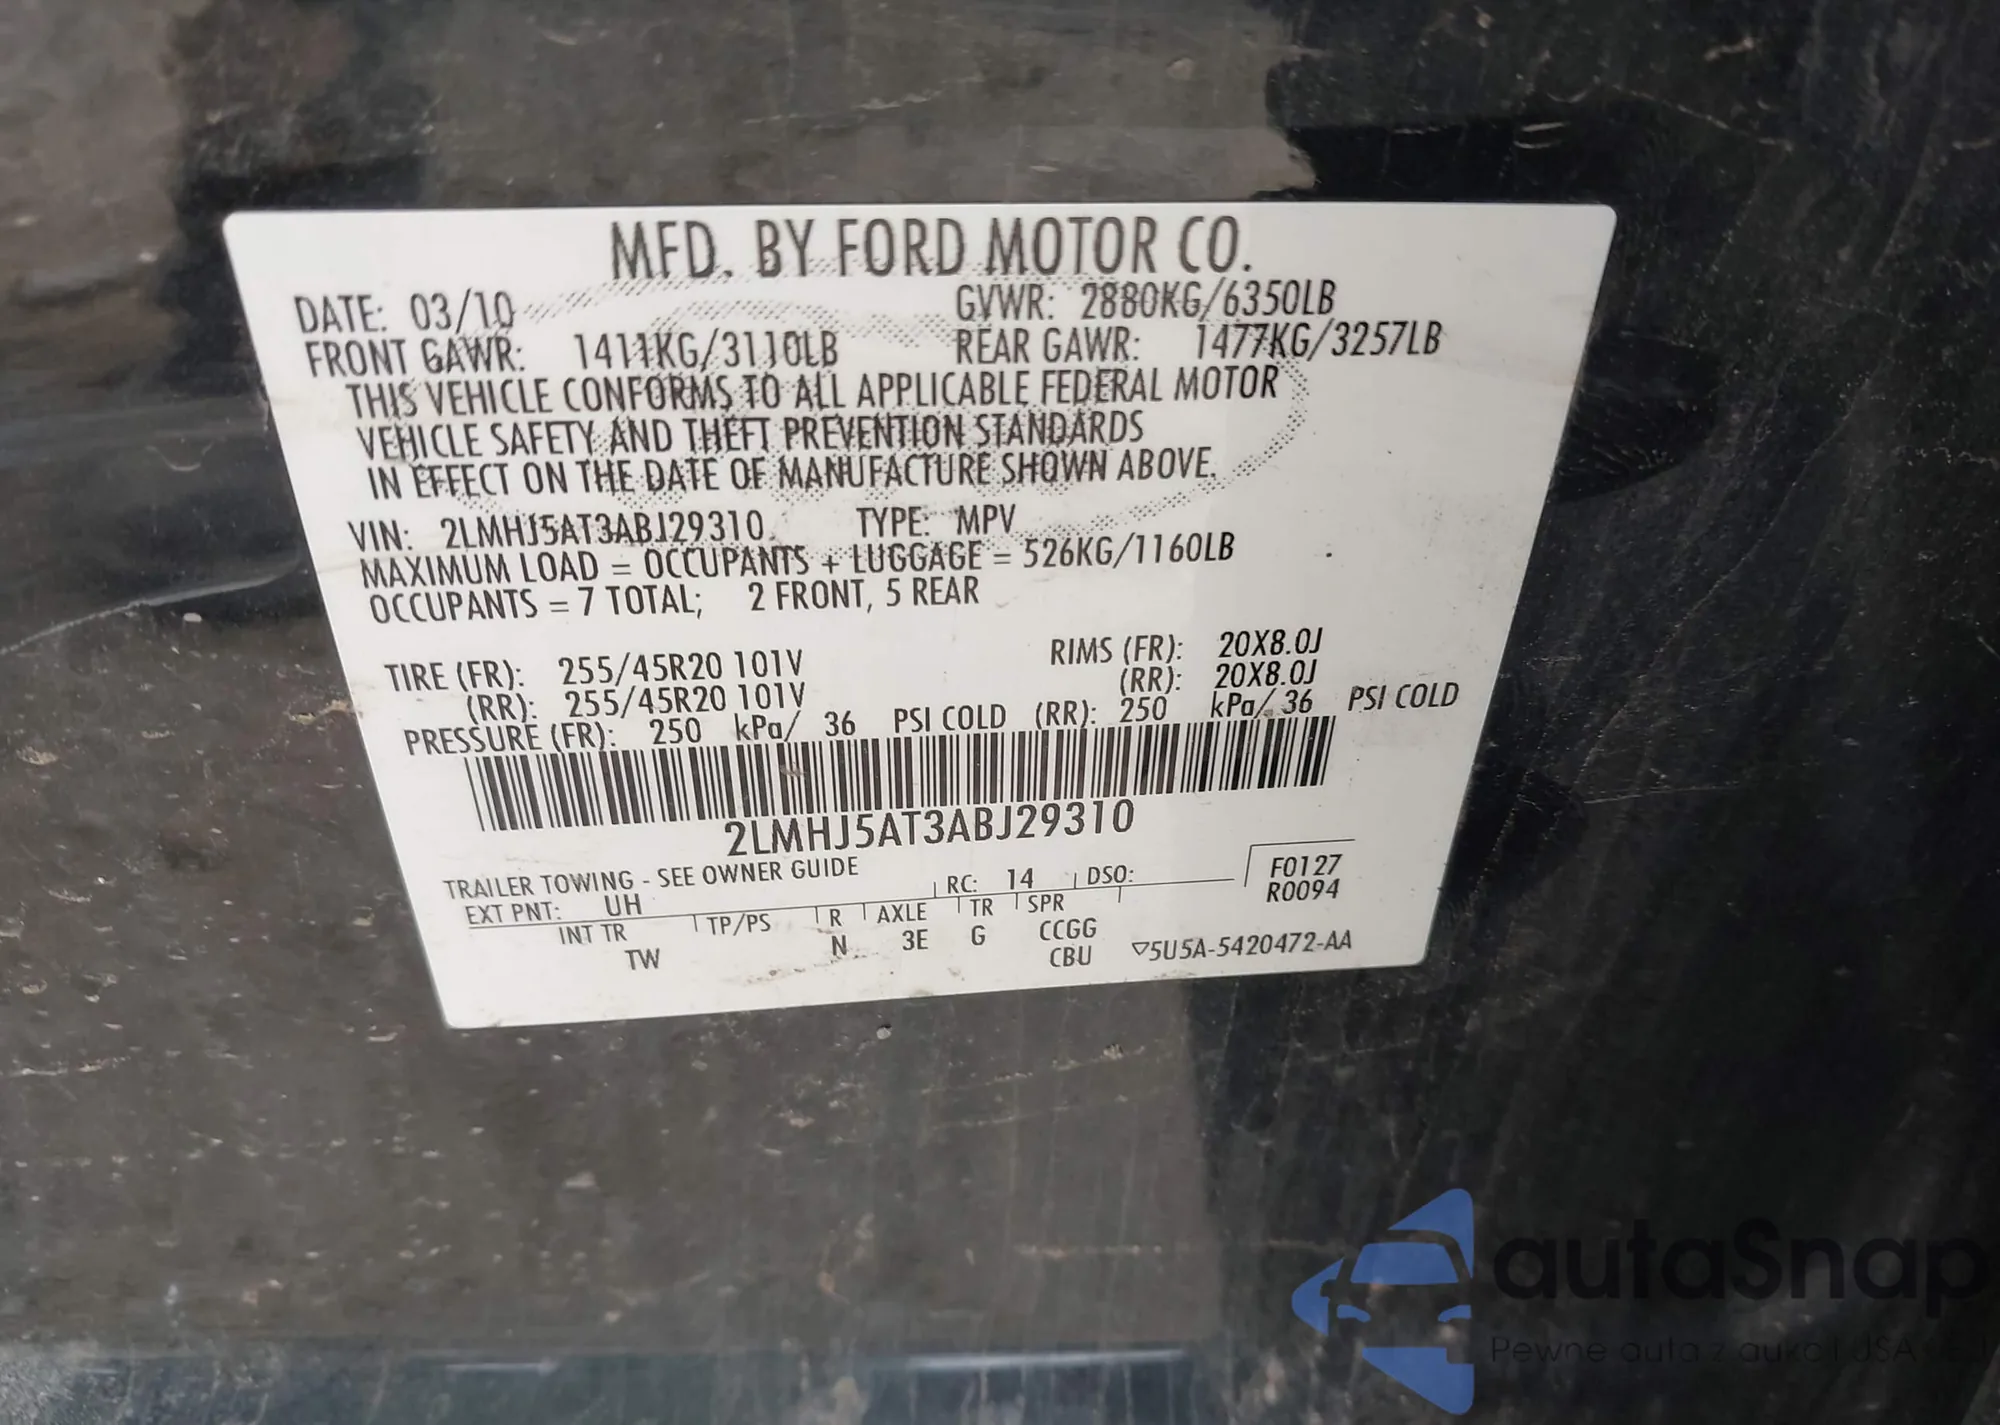 MFD. BY FORD MOTOR CO.
DATE: 03/10 GVWR: 2880KG/6350LB
FRONT GAWR: 1411KG/3110LB REAR GAWR: 1477KG/3257LB
THIS VEHICLE CONFORMS TO ALL APPLICABLE FEDERAL MOTOR
VEHICLE SAFETY AND THEFT PREVENTION STANDARDS
IN EFFECT ON THE DATE OF MANUFACTURE SHOWN ABOVE.
VIN: 2LMHJ5AT3ABJ29310 TYPE: MPV
MAXIMUM LOAD = OCCUPANTS + LUGGAGE = 526KG/1160LB
OCCUPANTS = 7 TOTAL; 2 FRONT, 5 REAR
TIRE (FR): 255/45R20 101V RIMS (FR): 20X8.0J
(RR): 255/45R20 101V (RR): 20X8.0J
PRESSURE (FR): 250 kPa/ 36 PSI COLD (RR): 250 kPa/ 36 PSI COLD
2LMHJ5AT3ABJ29310
TRAILER TOWING - SEE OWNER GUIDE
EXT PNT: UH RC: 14 DSO: F0127
R0094
INT TR TP/PS R AXLE TR SPR
TW N 3E G CCGG
CBU ▽5U5A-5420472-AA
autaSnap
Pewne auta z aukcji USA